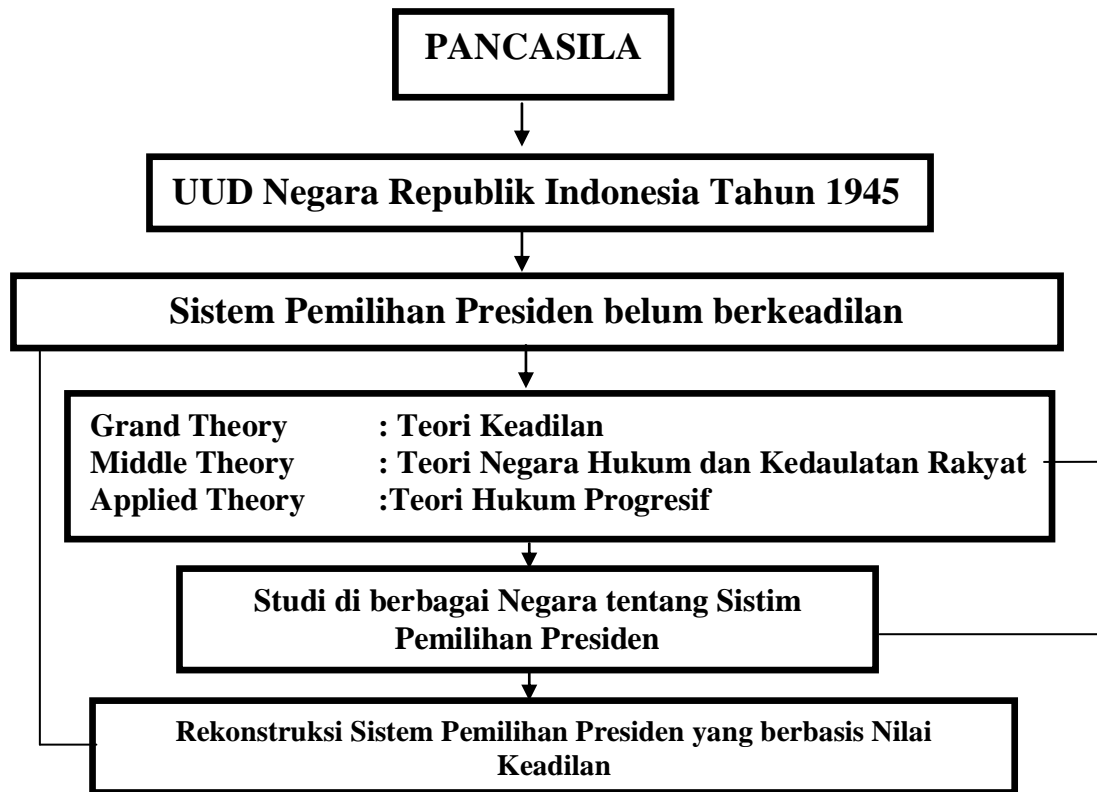 PANCASILA
UUD Negara Republik Indonesia Tahun 1945
Sistem Pemilihan Presiden belum berkeadilan
Grand Theory : Teori Keadilan
Middle Theory : Teori Negara Hukum dan Kedaulatan Rakyat
Applied Theory :Teori Hukum Progresif
Studi di berbagai Negara tentang Sistim
Pemilihan Presiden
Rekonstruksi Sistem Pemilihan Presiden yang berbasis Nilai
Keadilan